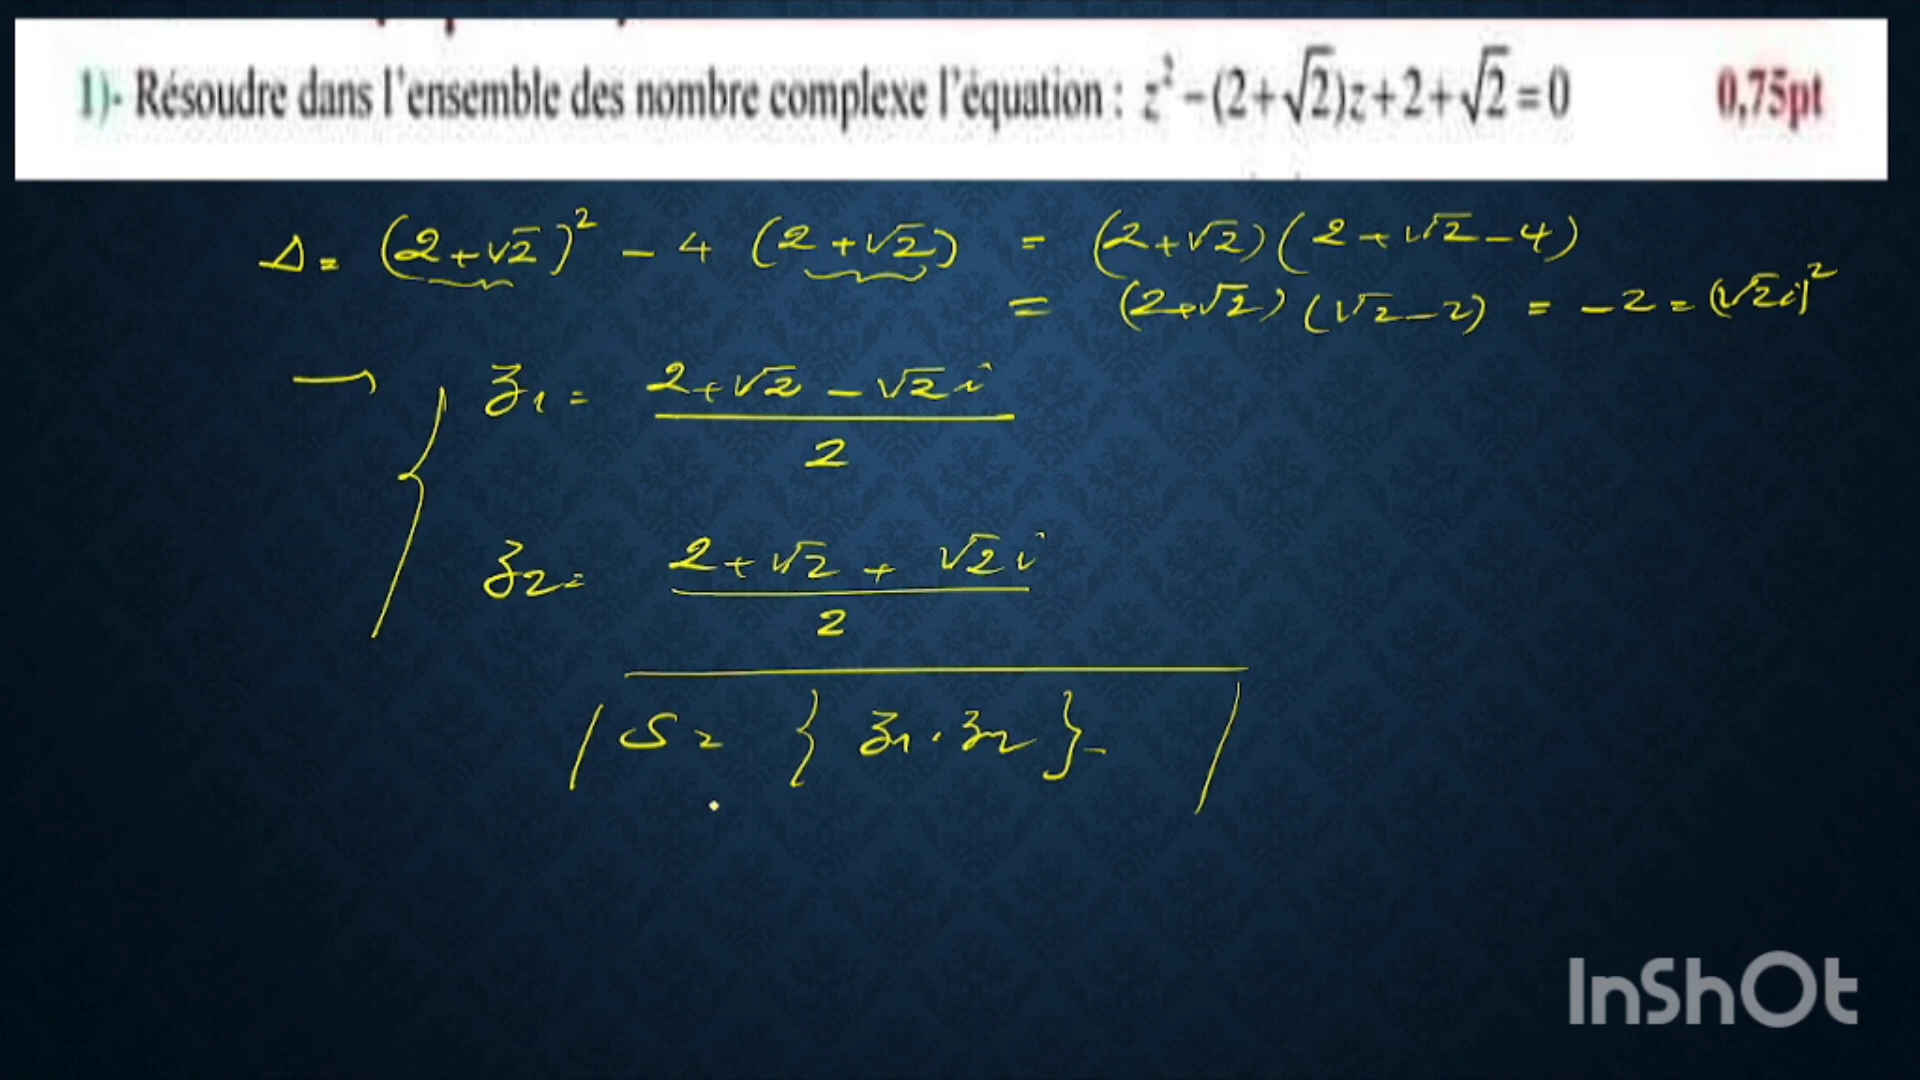 1)- Résoudre dans l'ensemble des nombre complexe l'équation : z² - (2+√2)z+2+√2=0 0,75pt
Δ = (2+√2)² - 4 (2+√2) = (2+√2)(2+√2-4)
= (2+√2)(√2-2) = -2 = (√2i)²
z₁ = (2+√2 - √2 i)/2
z₂ = (2+√2 + √2 i)/2
S = { z₁ . z₂ }-
InShOt